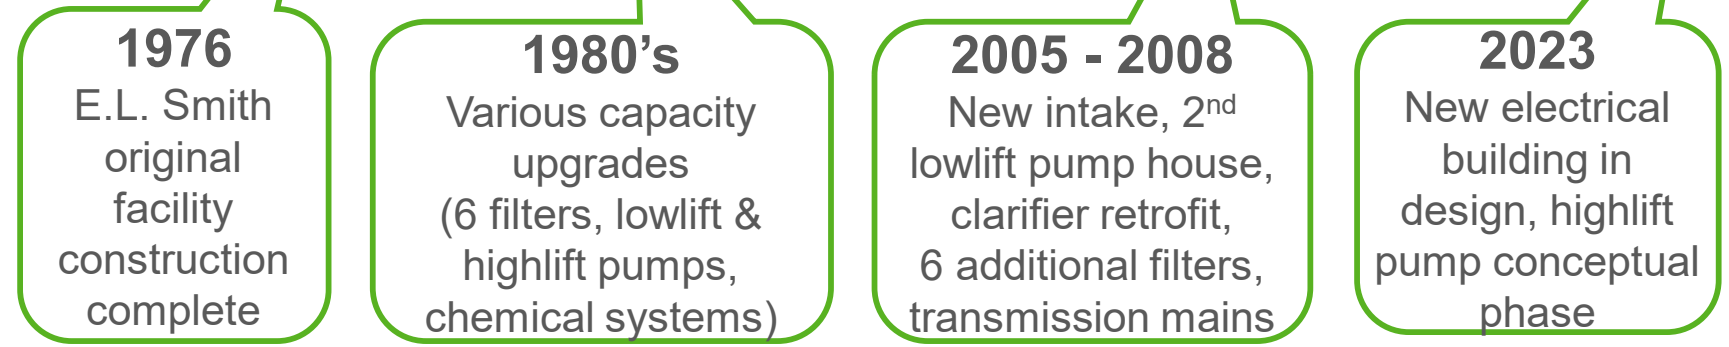 1976
E.L. Smith
original
facility
construction
complete
1980’s
Various capacity
upgrades
(6 filters, lowlift &
highlift pumps,
chemical systems)
2005 - 2008
New intake, 2nd
lowlift pump house,
clarifier retrofit,
6 additional filters,
transmission mains
2023
New electrical
building in
design, highlift
pump conceptual
phase